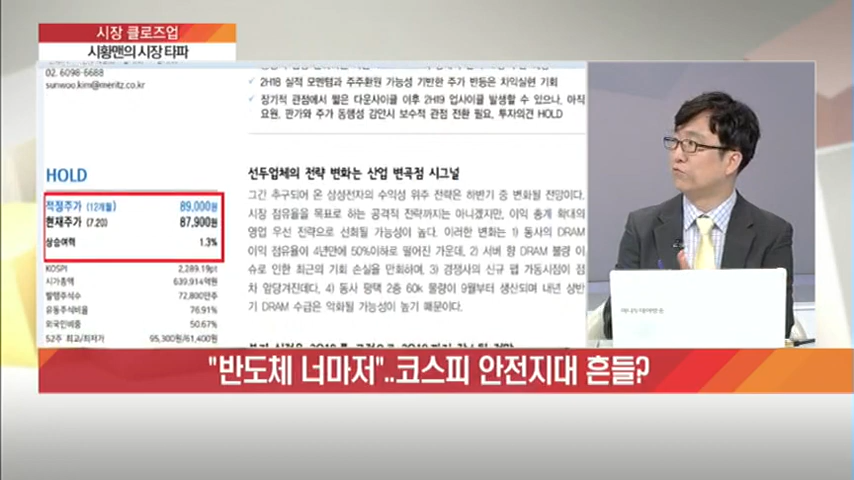 시장 클로즈업
시황맨의 시장 타파
02. 6098-6688
sunwoo.kim@meritz.co.kr
✓ 2H18 실적 모멘텀과 주주환원 가능성 기반한 주가 반등은 차익실현 기회
✓ 장기적 관점에서 짧은 다운사이클 이후 2H19 업사이클 발생할 수 있으나, 아직
요원, 판가와 주가 동행성 감안시 보수적 관점 전환 필요, 투자의견 HOLD
HOLD
적정주가 (12개월) 89,000원
현재주가 (7.20) 87,900원
상승여력 1.3%
KOSPI 2,289.19pt
시가총액 639,914억원
발행주식수 72,800만주
유동주식비율 76.91%
외국인비중 50.67%
52주 최고/최저가 95,300원/61,400원
선두업체의 전략 변화는 산업 변곡점 시그널
그간 추구되어 온 삼성전자의 수익성 위주 전략은 하반기 중 변화될 전망이다.
시장 점유율을 목표로 하는 공격적 전략까지는 아니겠지만, 이익 총계 확대의
영업 우선 전략으로 선회될 가능성이 높다. 이러한 변화는 1) 동사의 DRAM
이익 점유율이 4년만에 50%이하로 떨어진 가운데, 2) 서버 향 DRAM 불량 이
슈로 인한 최근의 기회 손실을 만회하며, 3) 경쟁사의 신규 팹 가동시점이 점
차 앞당겨진데다, 4) 동사 평택 2층 60k 물량이 9월부터 생산되며 내년 상반
기 DRAM 수급은 악화될 가능성이 높기 때문이다.
"반도체 너마저"..코스피 안전지대 흔들?